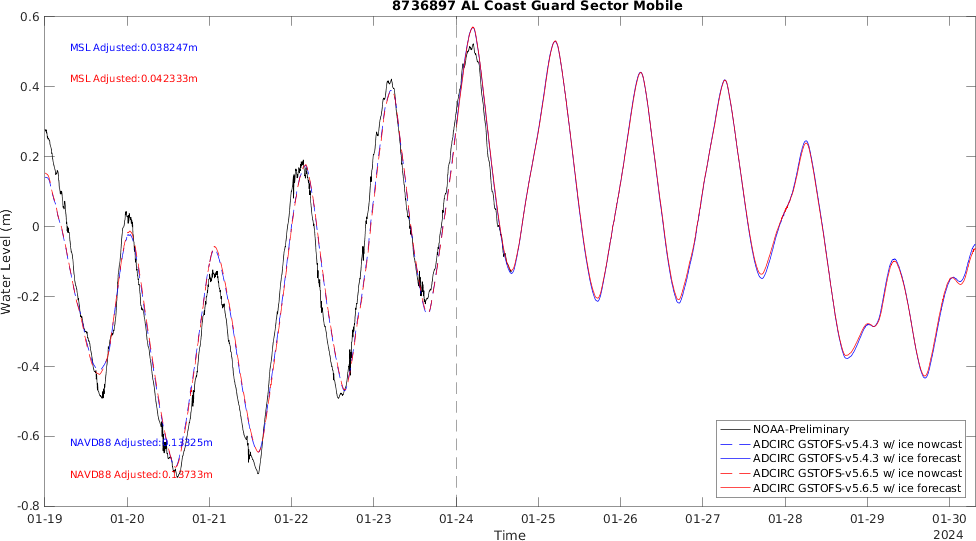 8736897 AL Coast Guard Sector Mobile
0.6
0.4
0.2
0
-0.2
-0.4
-0.6
-0.8
Water Level (m)
MSL Adjusted:0.038247m
MSL Adjusted:0.042333m
NAVD88 Adjusted:0.13325m
NAVD88 Adjusted:0.13733m
NOAA-Preliminary
ADCIRC GSTOFS-v5.4.3 w/ ice nowcast
ADCIRC GSTOFS-v5.4.3 w/ ice forecast
ADCIRC GSTOFS-v5.6.5 w/ ice nowcast
ADCIRC GSTOFS-v5.6.5 w/ ice forecast
01-19 01-20 01-21 01-22 01-23 01-24 01-25 01-26 01-27 01-28 01-29 01-30
Time
2024